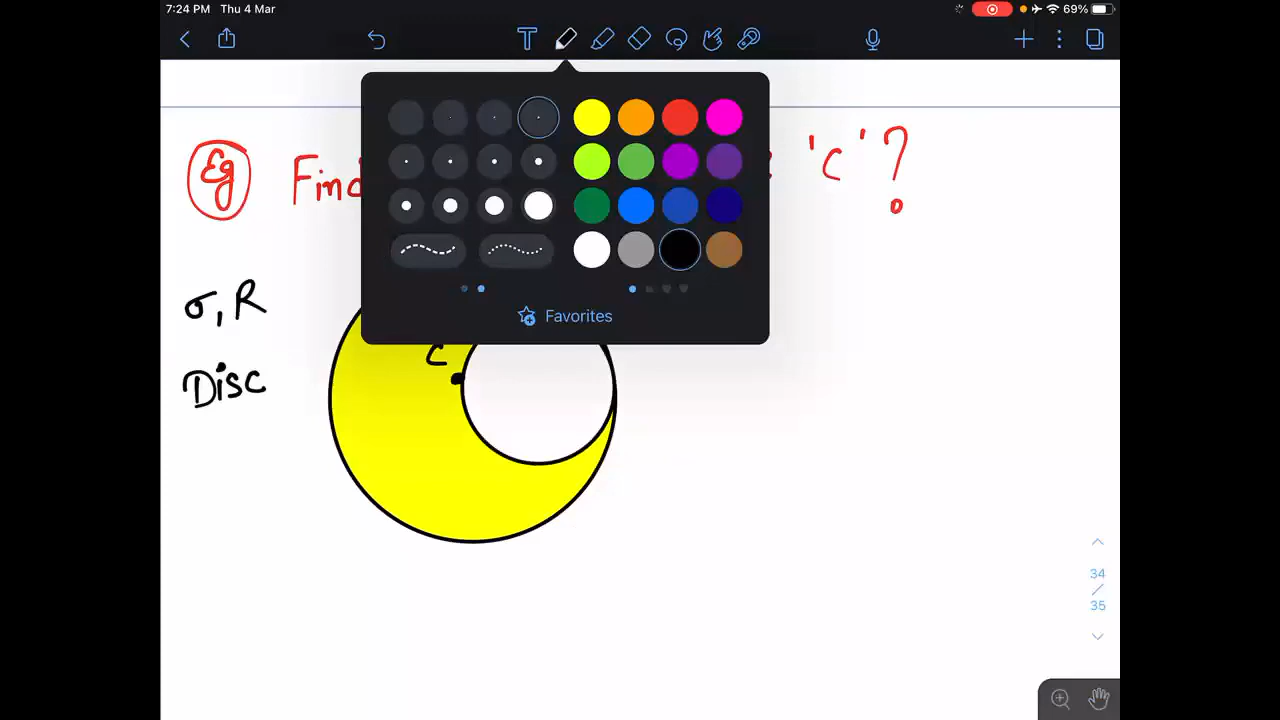 7:24 PM Thu 4 Mar
69%
T
Eg Find 'C' ?
σ, R
Disc
C
Favorites
34
/
35